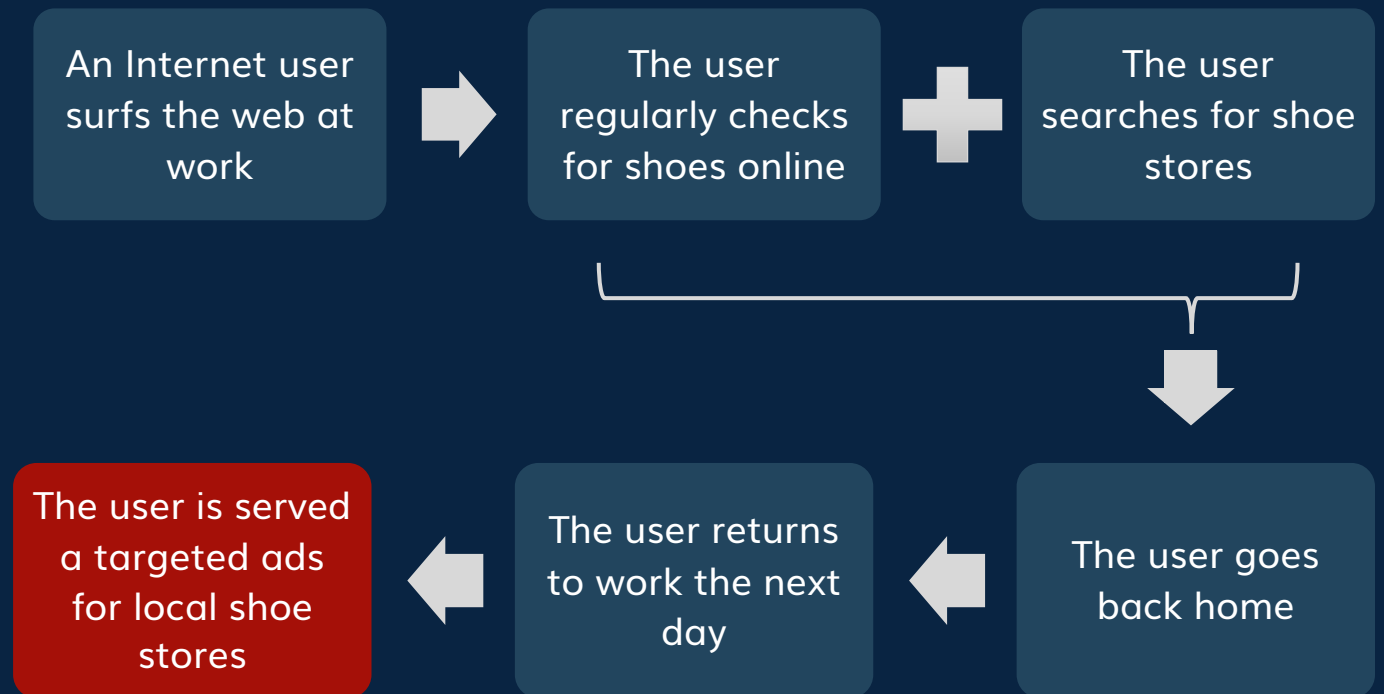 An Internet user
surfs the web at
work
The user
regularly checks
for shoes online
The user
searches for shoe
stores
The user goes
back home
The user returns
to work the next
day
The user is served
a targeted ads
for local shoe
stores